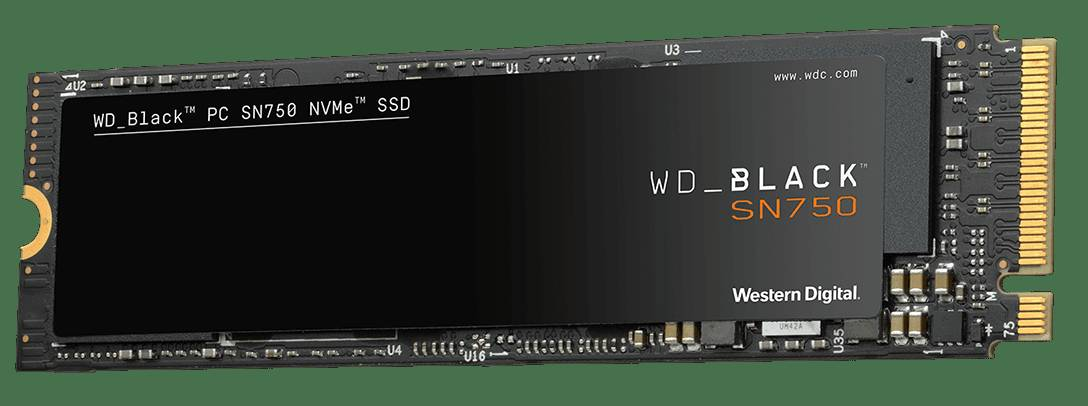 U3
1
U2
U1
www.wdc.com
WD_Black™ PC SN750 NVMe™ SSD
WD_BLACK™
SN750
Western Digital.
M
UM42A
75
U4
U16
U35